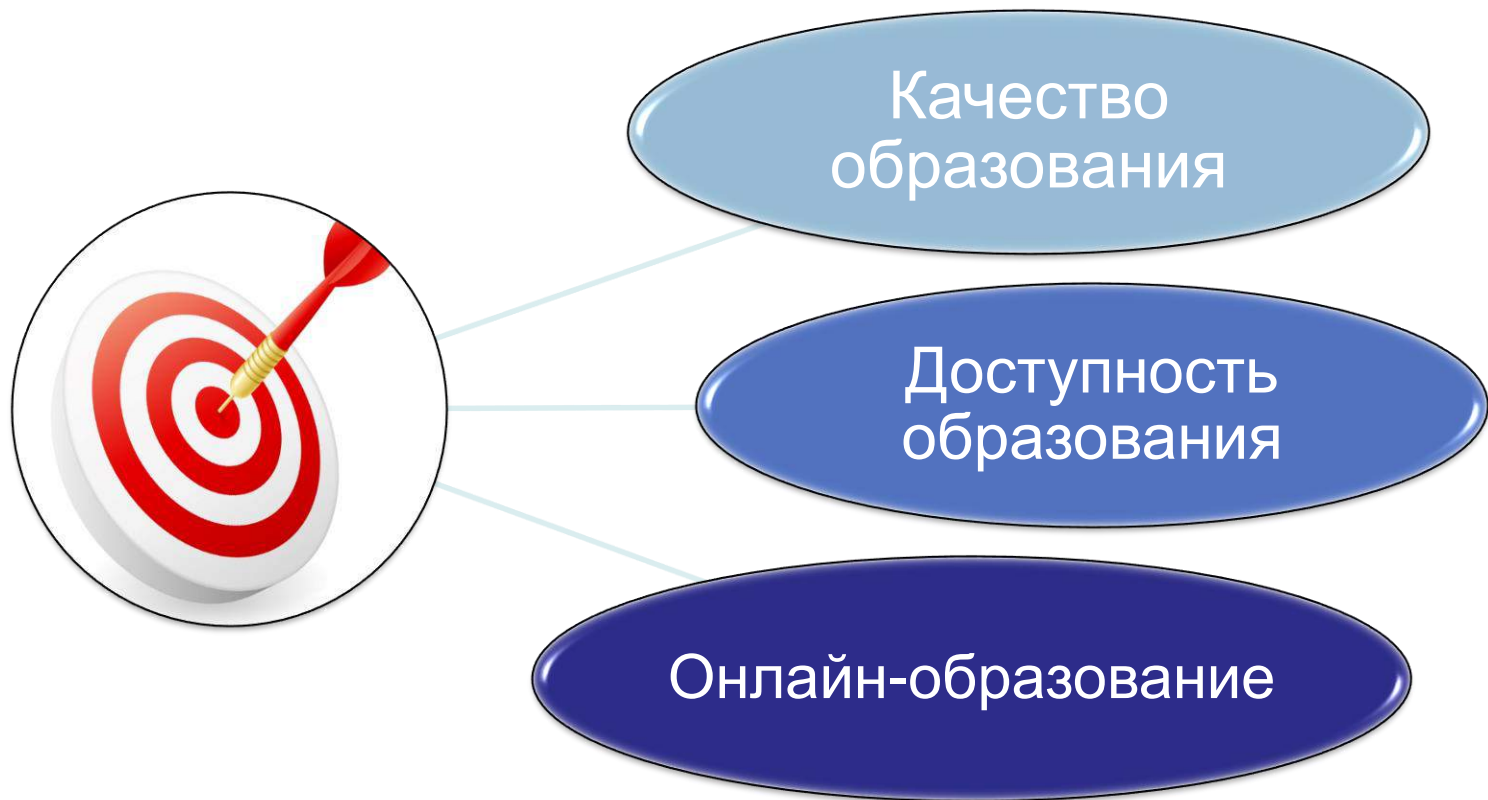 Качество
образования
Доступность
образования
Онлайн-образование